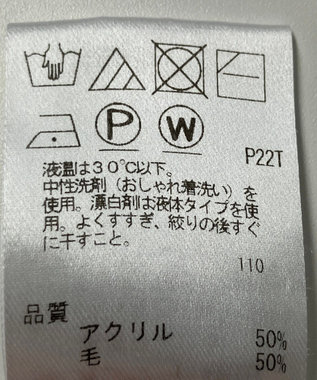 P W P22T
液温は30℃以下。
中性洗剤（おしゃれ着洗い）を
使用。漂白剤は液体タイプを使
用。よくすすぎ、絞りの後すぐ
に干すこと。
110
品質
アクリル 50%
毛 50%